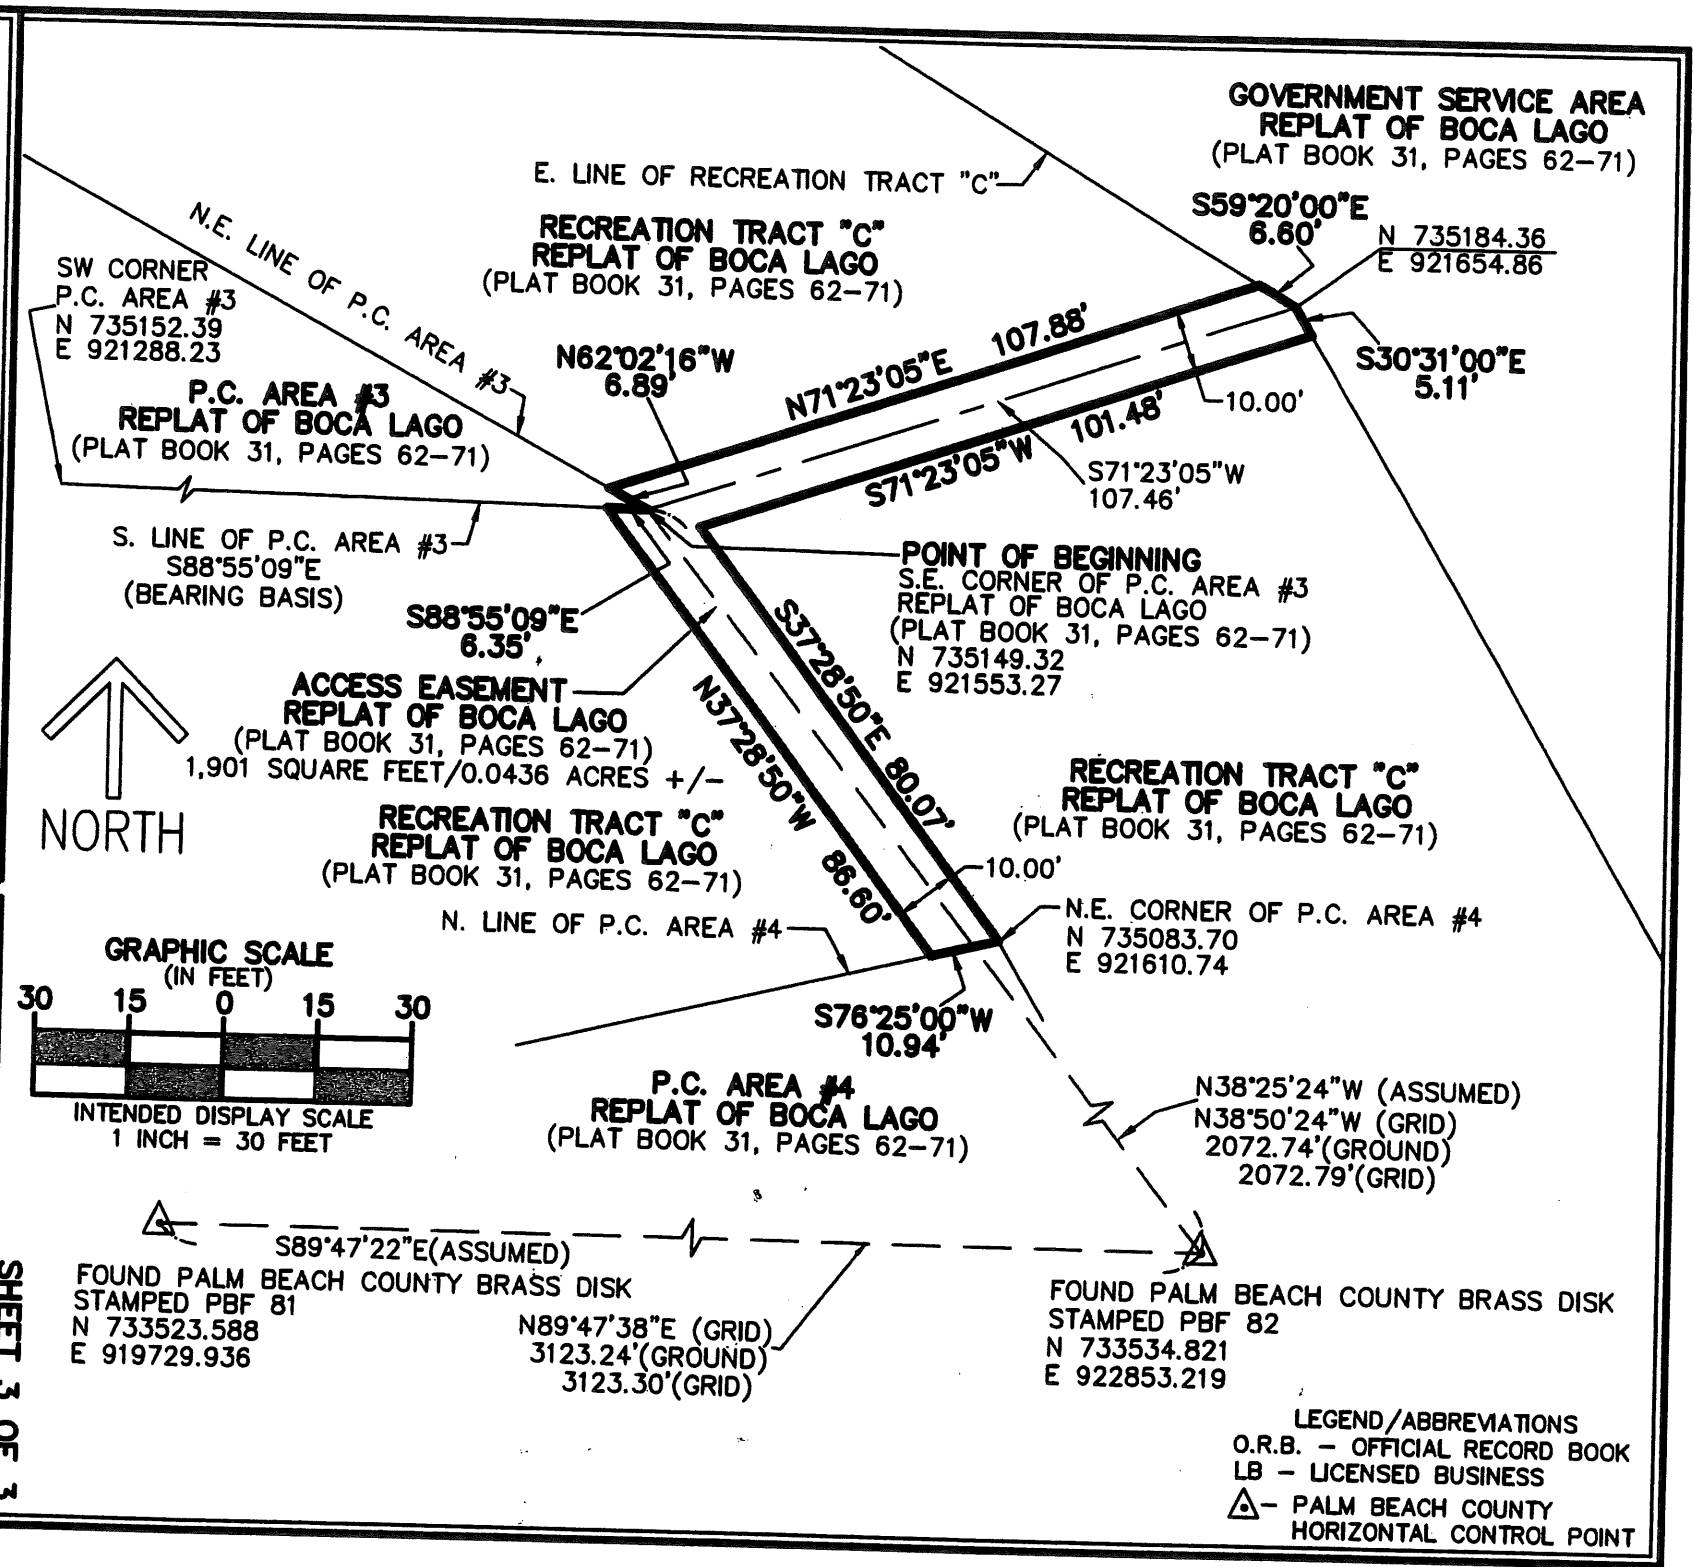 GOVERNMENT SERVICE AREA
REPLAT OF BOCA LAGO
(PLAT BOOK 31, PAGES 62-71)
E. LINE OF RECREATION TRACT "C"
S59°20'00"E
6.60'
N 735184.36
E 921654.86
N.E. LINE OF P.C. AREA #3
RECREATION TRACT "C"
REPLAT OF BOCA LAGO
(PLAT BOOK 31, PAGES 62-71)
SW CORNER
P.C. AREA #3
N 735152.39
E 921288.23
N62°02'16"W
6.89'
N71°23'05"E 107.88'
S30°31'00"E
5.11'
P.C. AREA #3
REPLAT OF BOCA LAGO
(PLAT BOOK 31, PAGES 62-71)
10.00'
S71°23'05"W 101.48'
S71°23'05"W
107.46'
S. LINE OF P.C. AREA #3
S88°55'09"E
(BEARING BASIS)
POINT OF BEGINNING
S.E. CORNER OF P.C. AREA #3
REPLAT OF BOCA LAGO
(PLAT BOOK 31, PAGES 62-71)
N 735149.32
E 921553.27
S88°55'09"E
6.35'
S37°28'50"E 80.07'
ACCESS EASEMENT
REPLAT OF BOCA LAGO
(PLAT BOOK 31, PAGES 62-71)
1,901 SQUARE FEET/0.0436 ACRES +/-
N37°28'50"W 86.60'
NORTH
RECREATION TRACT "C"
REPLAT OF BOCA LAGO
(PLAT BOOK 31, PAGES 62-71)
RECREATION TRACT "C"
REPLAT OF BOCA LAGO
(PLAT BOOK 31, PAGES 62-71)
10.00'
N. LINE OF P.C. AREA #4
N.E. CORNER OF P.C. AREA #4
N 735083.70
E 921610.74
GRAPHIC SCALE
(IN FEET)
30 15 0 15 30
INTENDED DISPLAY SCALE
1 INCH = 30 FEET
S76°25'00"W
10.94'
P.C. AREA #4
REPLAT OF BOCA LAGO
(PLAT BOOK 31, PAGES 62-71)
N38°25'24"W (ASSUMED)
N38°50'24"W (GRID)
2072.74'(GROUND)
2072.79'(GRID)
S89°47'22"E(ASSUMED)
FOUND PALM BEACH COUNTY BRASS DISK
STAMPED PBF 81
N 733523.588
E 919729.936
N89°47'38"E (GRID)
3123.24'(GROUND)
3123.30'(GRID)
FOUND PALM BEACH COUNTY BRASS DISK
STAMPED PBF 82
N 733534.821
E 922853.219
LEGEND/ABBREVIATIONS
O.R.B. - OFFICIAL RECORD BOOK
LB - LICENSED BUSINESS
- PALM BEACH COUNTY
HORIZONTAL CONTROL POINT
SHEET 3 OF 3